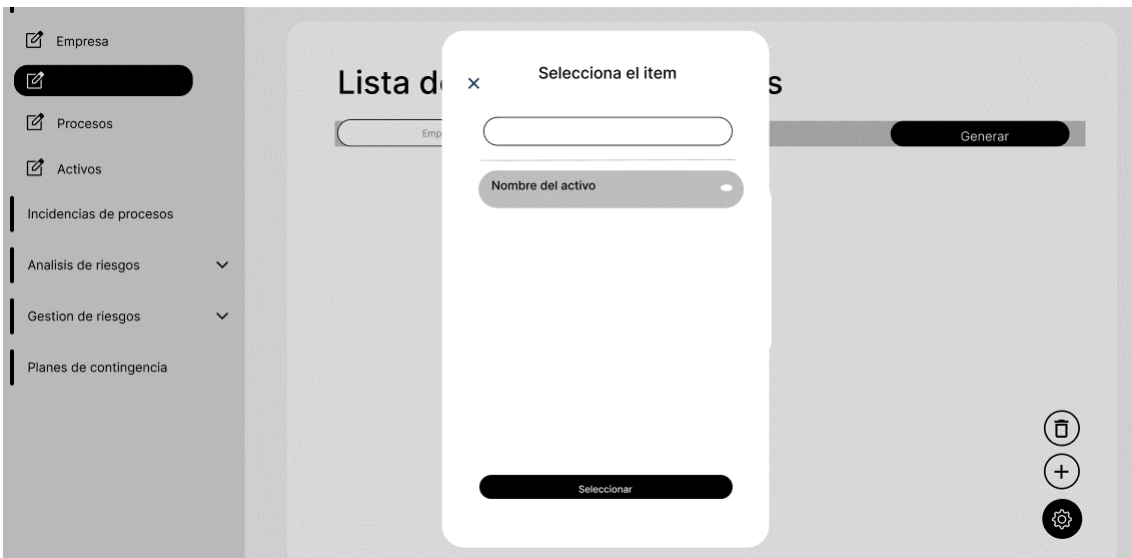 Empresa
Procesos
Activos
Incidencias de procesos
Analisis de riesgos
Gestion de riesgos
Planes de contingencia
Lista d
s
Emp
Generar
Selecciona el item
Nombre del activo
Seleccionar